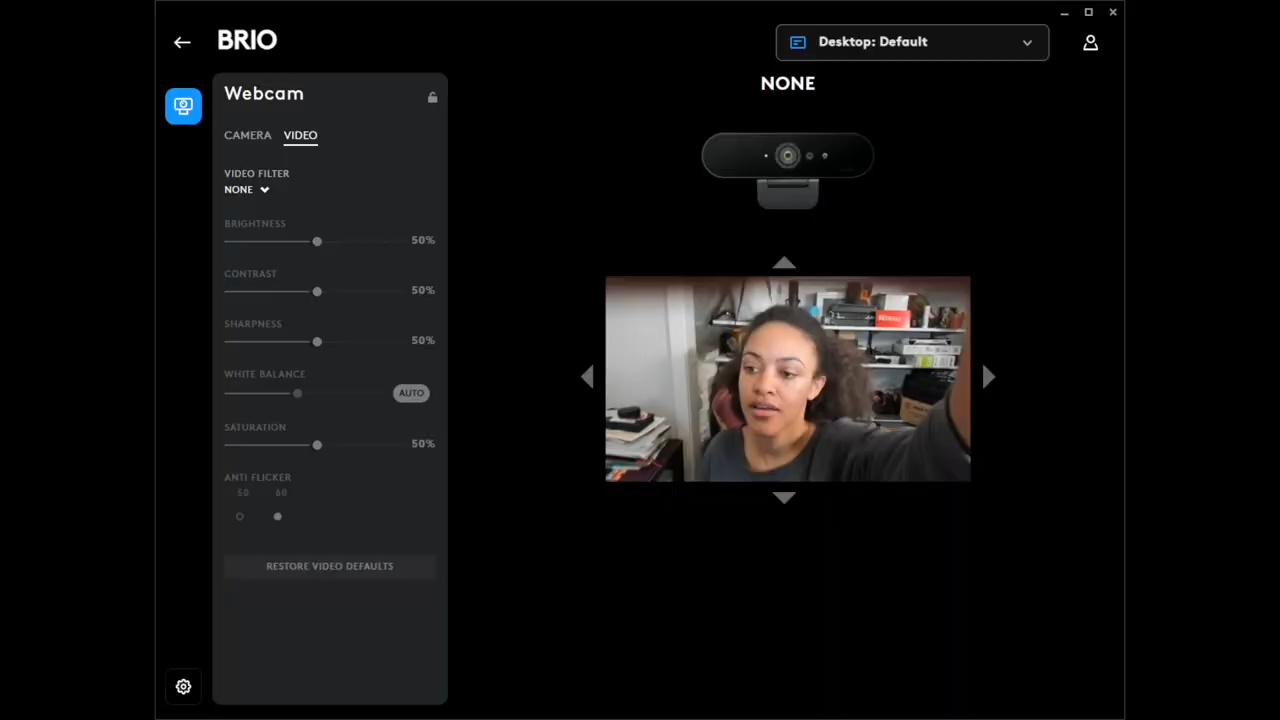 BRIO
Desktop: Default
Webcam
CAMERA VIDEO
VIDEO FILTER
NONE
BRIGHTNESS
50%
CONTRAST
50%
SHARPNESS
50%
WHITE BALANCE
AUTO
SATURATION
50%
ANTI FLICKER
50 60
RESTORE VIDEO DEFAULTS
NONE